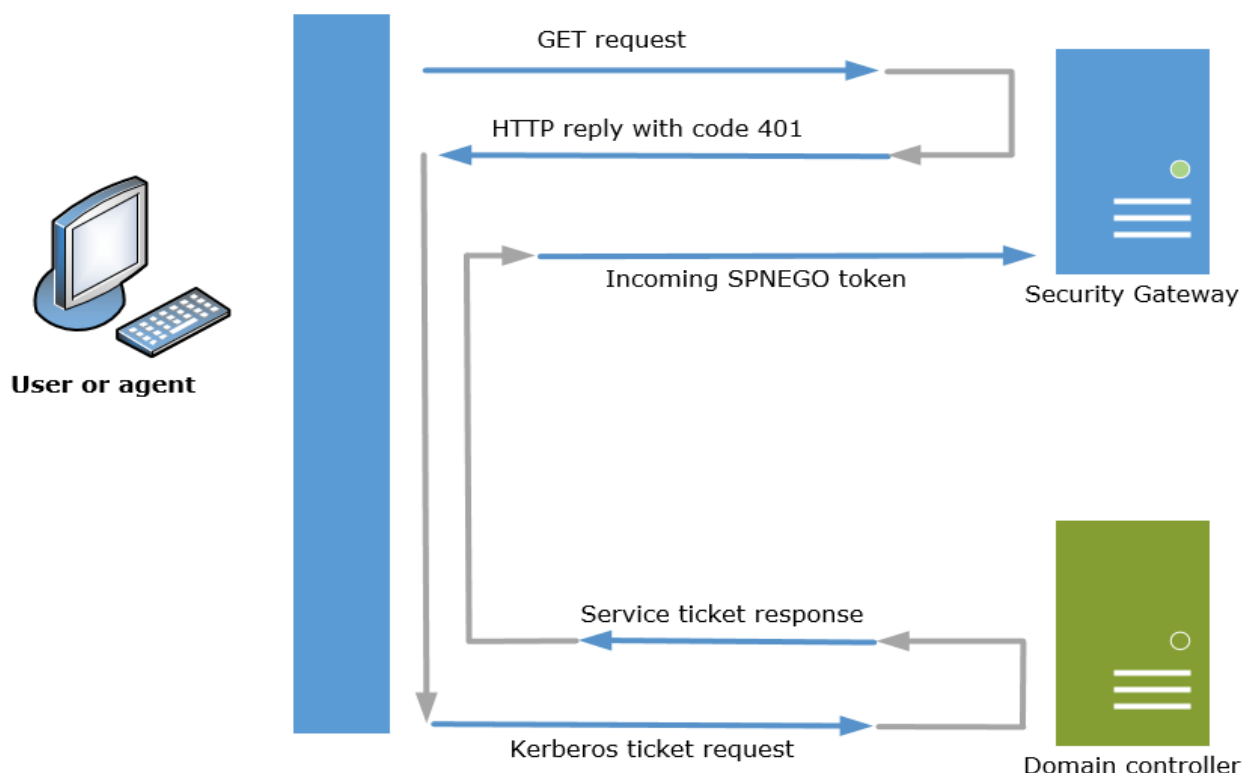 GET request
HTTP reply with code 401
Incoming SPNEGO token
Security Gateway
User or agent
Service ticket response
Kerberos ticket request
Domain controller